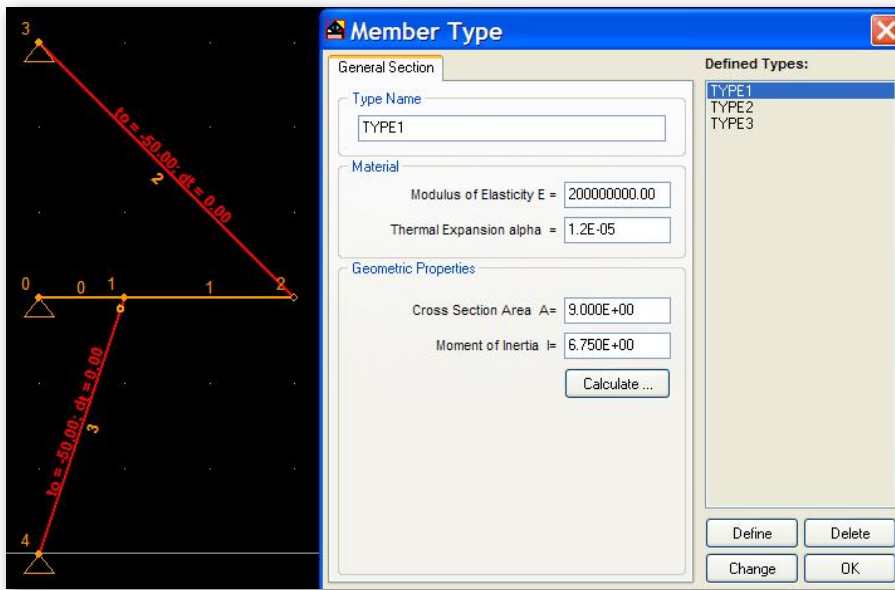 3
to = -50.00; dt = 0.00
2
0
0
1
1
2
to = -50.00; dt = 0.00
3
4
Member Type
General Section
Type Name
TYPE1
Material
Modulus of Elasticity E = 200000000.00
Thermal Expansion alpha = 1.2E-05
Geometric Properties
Cross Section Area A= 9.000E+00
Moment of Inertia I= 6.750E+00
Calculate ...
Defined Types:
TYPE1
TYPE2
TYPE3
Define
Delete
Change
OK